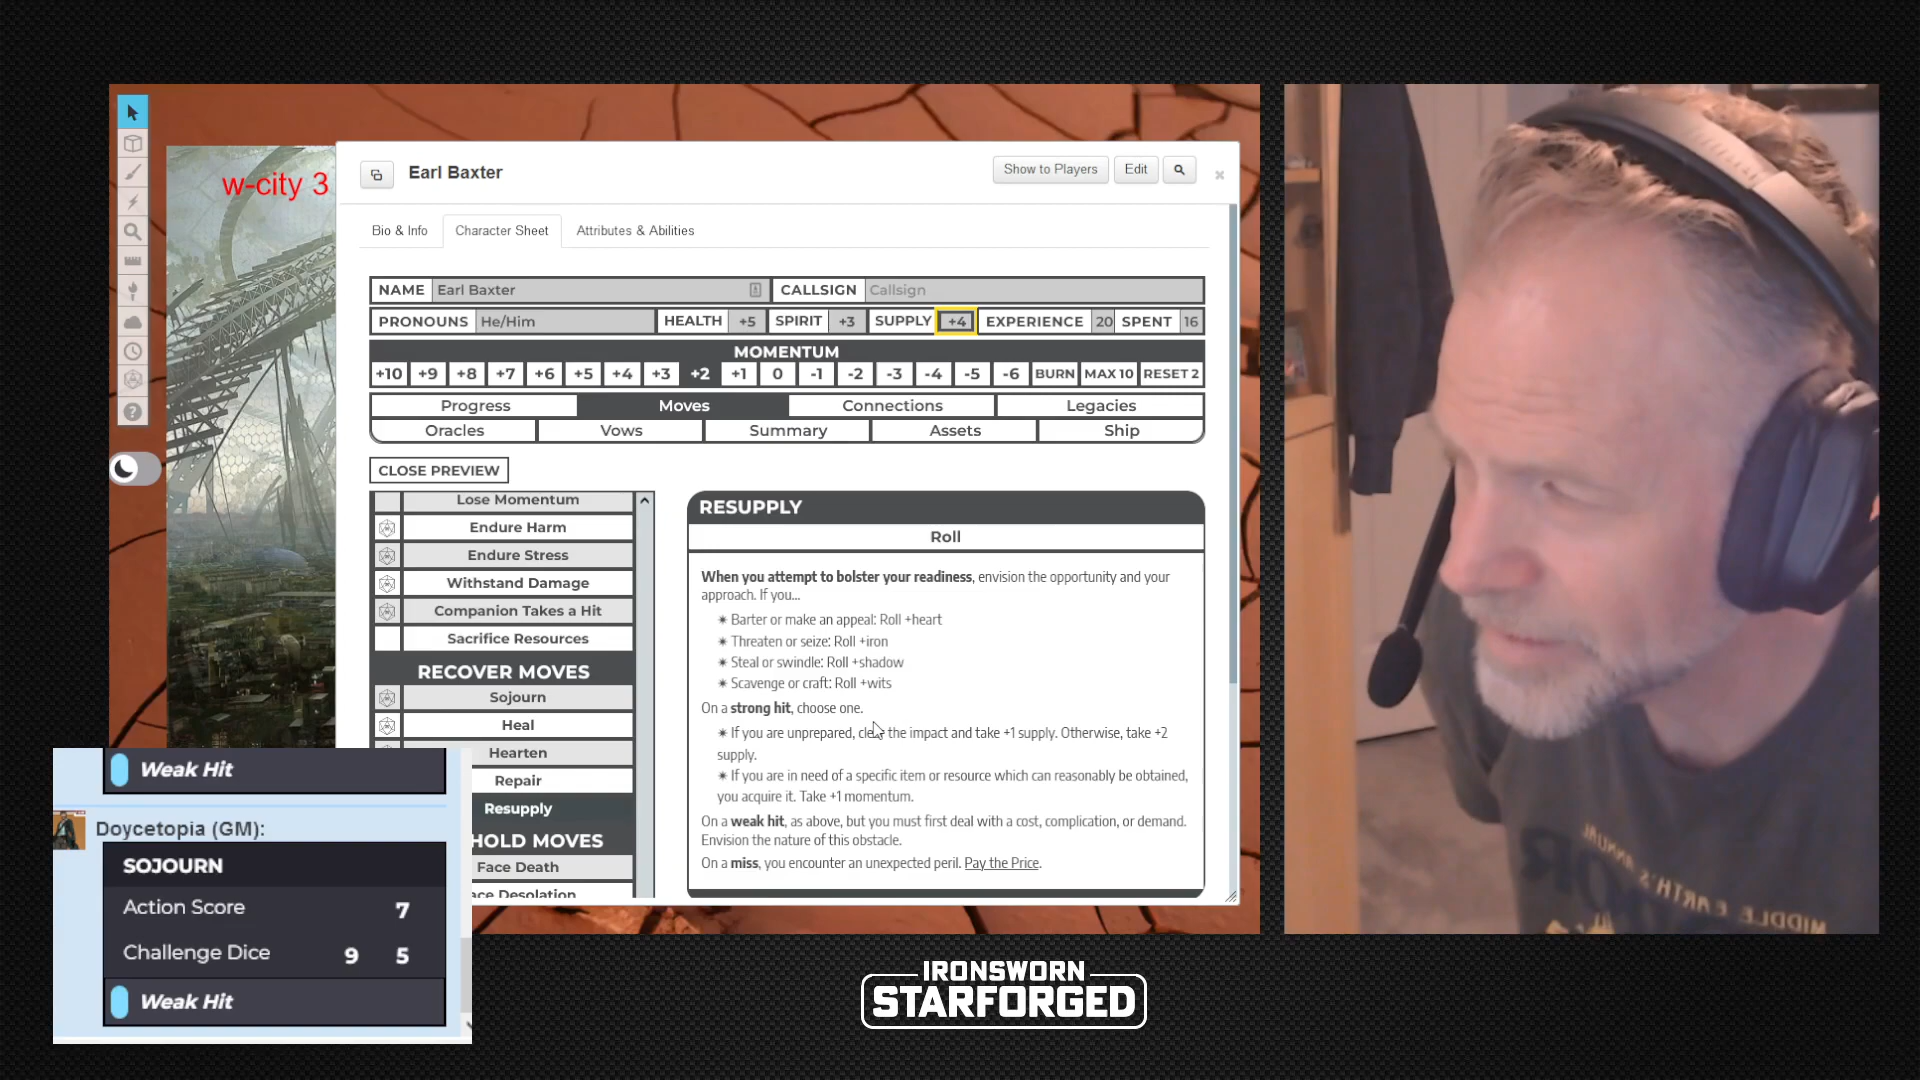 w-city 3
Earl Baxter
Show to Players
Edit
Bio & Info
Character Sheet
Attributes & Abilities
NAME Earl Baxter
CALLSIGN Callsign
PRONOUNS He/Him
HEALTH +5 SPIRIT +3 SUPPLY +4 EXPERIENCE 20 SPENT 16
MOMENTUM
+10 +9 +8 +7 +6 +5 +4 +3 +2 +1 0 -1 -2 -3 -4 -5 -6 BURN MAX 10 RESET 2
Progress Moves Connections Legacies
Oracles Vows Summary Assets Ship
CLOSE PREVIEW
Lose Momentum
Endure Harm
Endure Stress
Withstand Damage
Companion Takes a Hit
Sacrifice Resources
RECOVER MOVES
Sojourn
Heal
Hearten
Repair
Resupply
HOLD MOVES
Face Death
ace Desolation
RESUPPLY
Roll
When you attempt to bolster your readiness, envision the opportunity and your
approach. If you...
✴ Barter or make an appeal: Roll +heart
✴ Threaten or seize: Roll +iron
✴ Steal or swindle: Roll +shadow
✴ Scavenge or craft: Roll +wits
On a strong hit, choose one.
✴ If you are unprepared, clear the impact and take +1 supply. Otherwise, take +2
supply.
✴ If you are in need of a specific item or resource which can reasonably be obtained,
you acquire it. Take +1 momentum.
On a weak hit, as above, but you must first deal with a cost, complication, or demand.
Envision the nature of this obstacle.
On a miss, you encounter an unexpected peril. Pay the Price.
Weak Hit
Doycetopia (GM):
SOJOURN
Action Score 7
Challenge Dice 9 5
Weak Hit
IRONSWORN
STARFORGED
MIDDLE EARTH'S ANNUAL